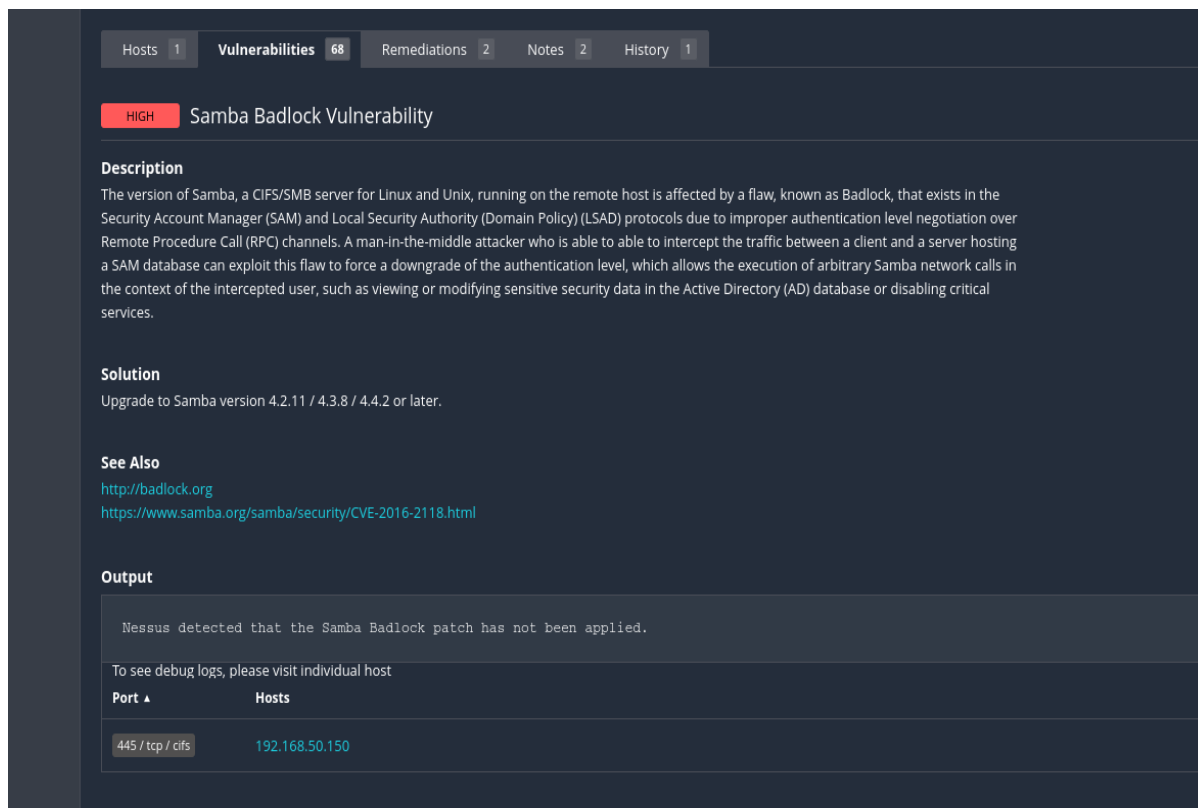 Hosts 1 Vulnerabilities 68 Remediations 2 Notes 2 History 1
HIGH Samba Badlock Vulnerability
Description
The version of Samba, a CIFS/SMB server for Linux and Unix, running on the remote host is affected by a flaw, known as Badlock, that exists in the
Security Account Manager (SAM) and Local Security Authority (Domain Policy) (LSAD) protocols due to improper authentication level negotiation over
Remote Procedure Call (RPC) channels. A man-in-the-middle attacker who is able to able to intercept the traffic between a client and a server hosting
a SAM database can exploit this flaw to force a downgrade of the authentication level, which allows the execution of arbitrary Samba network calls in
the context of the intercepted user, such as viewing or modifying sensitive security data in the Active Directory (AD) database or disabling critical
services.
Solution
Upgrade to Samba version 4.2.11 / 4.3.8 / 4.4.2 or later.
See Also
http://badlock.org
https://www.samba.org/samba/security/CVE-2016-2118.html
Output
Nessus detected that the Samba Badlock patch has not been applied.
To see debug logs, please visit individual host
Port ▲ Hosts
445 / tcp / cifs 192.168.50.150